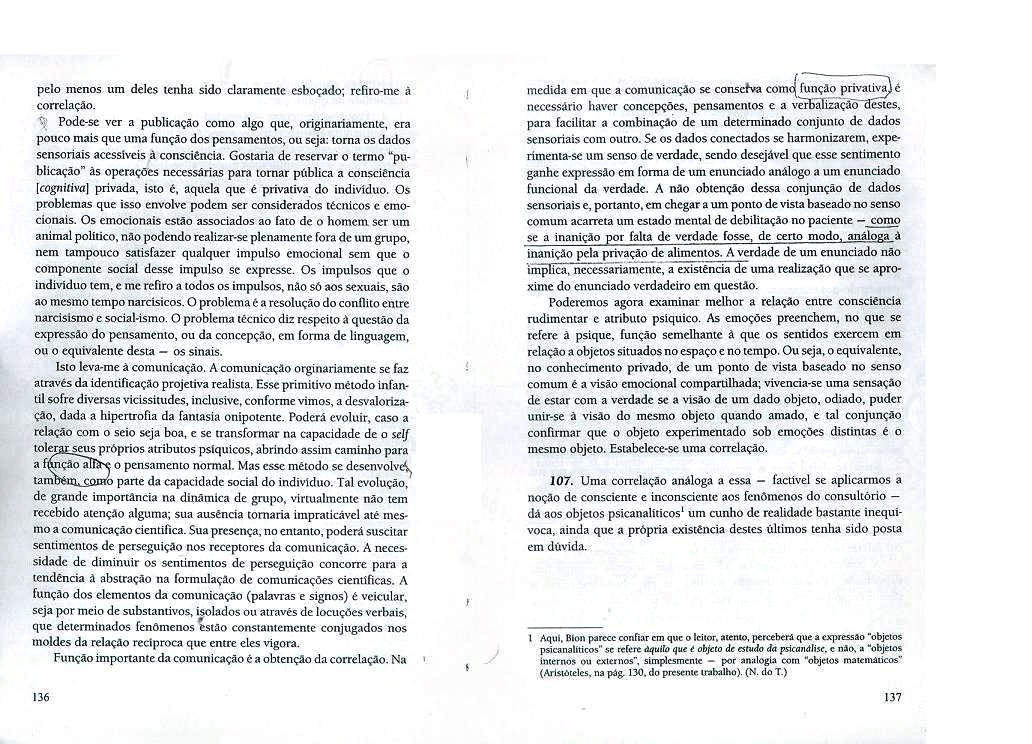 pelo menos um deles tenha sido claramente esboçado; refiro-me à
correlação.
Pode-se ver a publicação como algo que, originariamente, era
pouco mais que uma função dos pensamentos, ou seja: torna os dados
sensoriais acessíveis à consciência. Gostaria de reservar o termo "pu-
blicação" às operações necessárias para tornar pública a consciência
[cognitiva] privada, isto é, aquela que é privativa do indivíduo. Os
problemas que isso envolve podem ser considerados técnicos e emo-
cionais. Os emocionais estão associados ao fato de o homem ser um
animal político, não podendo realizar-se plenamente fora de um grupo,
nem tampouco satisfazer qualquer impulso emocional sem que o
componente social desse impulso se expresse. Os impulsos que o
indivíduo tem, e me refiro a todos os impulsos, não só aos sexuais, são
ao mesmo tempo narcísicos. O problema é a resolução do conflito entre
narcisismo e social-ismo. O problema técnico diz respeito à questão da
expressão do pensamento, ou da concepção, em forma de linguagem,
ou o equivalente desta — os sinais.
Isto leva-me à comunicação. A comunicação orginariamente se faz
através da identificação projetiva realista. Esse primitivo método infan-
til sofre diversas vicissitudes, inclusive, conforme vimos, a desvaloriza-
ção, dada a hipertrofia da fantasia onipotente. Poderá evoluir, caso a
relação com o seio seja boa, e se transformar na capacidade de o self
tolerar seus próprios atributos psíquicos, abrindo assim caminho para
a função alfa e o pensamento normal. Mas esse método se desenvolve,
também, como parte da capacidade social do indivíduo. Tal evolução,
de grande importância na dinâmica de grupo, virtualmente não tem
recebido atenção alguma; sua ausência tornaria impraticável até mes-
mo a comunicação científica. Sua presença, no entanto, poderá suscitar
sentimentos de perseguição nos receptores da comunicação. A neces-
sidade de diminuir os sentimentos de perseguição concorre para a
tendência à abstração na formulação de comunicações científicas. A
função dos elementos da comunicação (palavras e signos) é veicular,
seja por meio de substantivos, isolados ou através de locuções verbais,
que determinados fenômenos estão constantemente conjugados nos
moldes da relação recíproca que entre eles vigora.
Função importante da comunicação é a obtenção da correlação. Na
136
medida em que a comunicação se conserva como função privativa, é
necessário haver concepções, pensamentos e a verbalização destes,
para facilitar a combinação de um determinado conjunto de dados
sensoriais com outro. Se os dados conectados se harmonizarem, expe-
rimenta-se um senso de verdade, sendo desejável que esse sentimento
ganhe expressão em forma de um enunciado análogo a um enunciado
funcional da verdade. A não obtenção dessa conjunção de dados
sensoriais e, portanto, em chegar a um ponto de vista baseado no senso
comum acarreta um estado mental de debilitação no paciente — como
se a inanição por falta de verdade fosse, de certo modo, análoga à
inanição pela privação de alimentos. A verdade de um enunciado não
implica, necessariamente, a existência de uma realização que se apro-
xime do enunciado verdadeiro em questão.
Poderemos agora examinar melhor a relação entre consciência
rudimentar e atributo psíquico. As emoções preenchem, no que se
refere à psique, função semelhante à que os sentidos exercem em
relação a objetos situados no espaço e no tempo. Ou seja, o equivalente,
no conhecimento privado, de um ponto de vista baseado no senso
comum é a visão emocional compartilhada; vivencia-se uma sensação
de estar com a verdade se a visão de um dado objeto, odiado, puder
unir-se à visão do mesmo objeto quando amado, e tal conjunção
confirmar que o objeto experimentado sob emoções distintas é o
mesmo objeto. Estabelece-se uma correlação.
107. Uma correlação análoga a essa — factível se aplicarmos a
noção de consciente e inconsciente aos fenômenos do consultório —
dá aos objetos psicanalíticos¹ um cunho de realidade bastante inequí-
voca, ainda que a própria existência destes últimos tenha sido posta
em dúvida.
1 Aqui, Bion parece confiar em que o leitor, atento, perceberá que a expressão "objetos
psicanalíticos" se refere àquilo que é objeto de estudo da psicanálise, e não, a "objetos
internos ou externos", simplesmente — por analogia com "objetos matemáticos"
(Aristóteles, na pág. 130, do presente trabalho). (N. do T.)
137